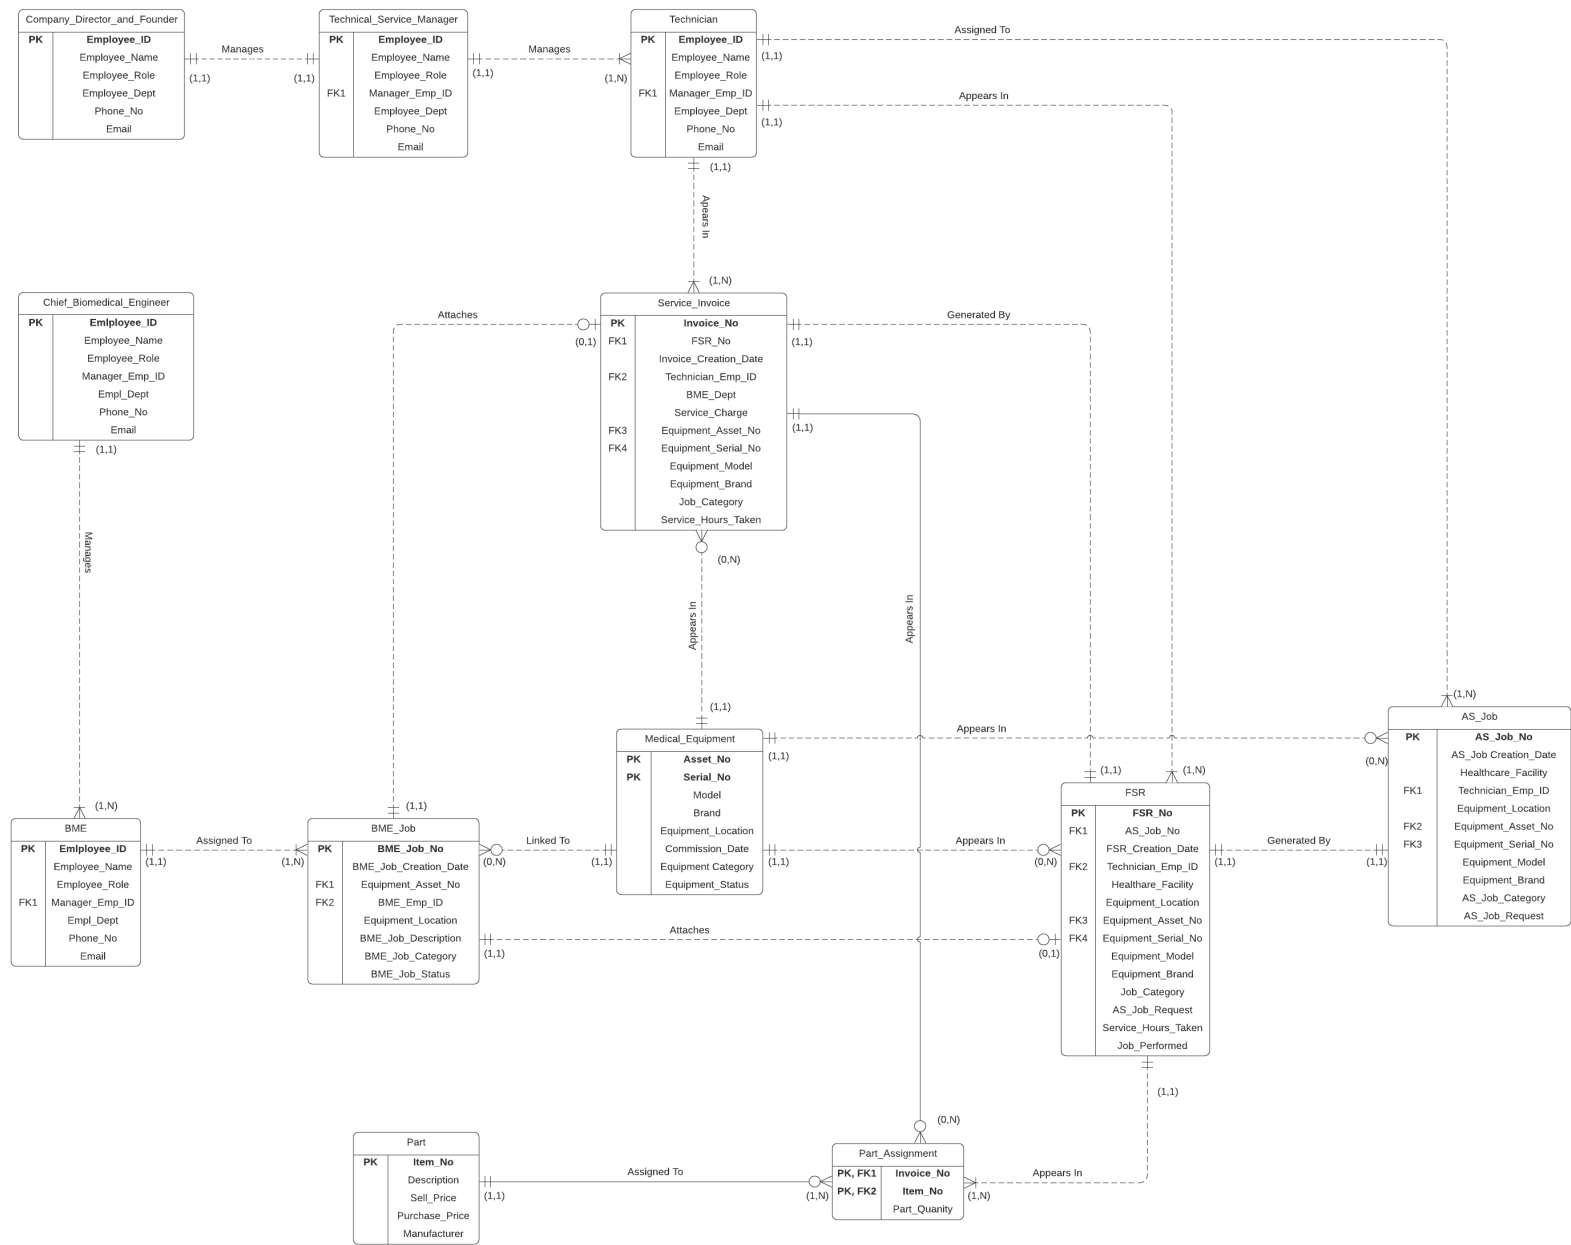 Company_Director_and_Founder
PK Employee_ID
Employee_Name
Employee_Role
Employee_Dept
Phone_No
Email
Manages
(1,1)
(1,1)
Technical_Service_Manager
PK Employee_ID
Employee_Name
Employee_Role
FK1 Manager_Emp_ID
Employee_Dept
Phone_No
Email
Manages
(1,1)
(1,N)
Technician
PK Employee_ID
Employee_Name
Employee_Role
FK1 Manager_Emp_ID
Employee_Dept
Phone_No
Email
Assigned To
(1,1)
Appears In
(1,1)
(1,1)
Apears In
(1,N)
Chief_Biomedical_Engineer
PK Emlployee_ID
Employee_Name
Employee_Role
Manager_Emp_ID
Empl_Dept
Phone_No
Email
(1,1)
Manages
(1,N)
Attaches
(0,1)
(1,1)
Service_Invoice
PK Invoice_No
FK1 FSR_No
Invoice_Creation_Date
FK2 Technician_Emp_ID
BME_Dept
Service_Charge
FK3 Equipment_Asset_No
FK4 Equipment_Serial_No
Equipment_Model
Equipment_Brand
Job_Category
Service_Hours_Taken
Generated By
(1,1)
(1,1)
(0,N)
Appears In
Appears In
(1,1)
(1,1)
(1,N)
(1,N)
BME
PK Emlployee_ID
Employee_Name
Employee_Role
FK1 Manager_Emp_ID
Empl_Dept
Phone_No
Email
Assigned To
(1,1)
(1,N)
BME_Job
PK BME_Job_No
BME_Job_Creation_Date
FK1 Equipment_Asset_No
FK2 BME_Emp_ID
Equipment_Location
BME_Job_Description
BME_Job_Category
BME_Job_Status
Linked To
(0,N)
(1,1)
Medical_Equipment
PK Asset_No
PK Serial_No
Model
Brand
Equipment_Location
Commission_Date
Equipment Category
Equipment_Status
Appears In
(1,1)
(0,N)
Appears In
(1,1)
(0,N)
Attaches
(1,1)
(0,1)
FSR
PK FSR_No
FK1 AS_Job_No
FSR_Creation_Date
FK2 Technician_Emp_ID
Healthare_Facility
Equipment_Location
FK3 Equipment_Asset_No
FK4 Equipment_Serial_No
Equipment_Model
Equipment_Brand
Job_Category
AS_Job_Request
Service_Hours_Taken
Job_Performed
Generated By
(1,1)
(1,1)
AS_Job
PK AS_Job_No
AS_Job Creation_Date
Healthcare_Facility
FK1 Technician_Emp_ID
Equipment_Location
FK2 Equipment_Asset_No
FK3 Equipment_Serial_No
Equipment_Model
Equipment_Brand
AS_Job_Category
AS_Job_Request
(1,1)
(0,N)
Part
PK Item_No
Description
Sell_Price
Purchase_Price
Manufacturer
Assigned To
(1,1)
(1,N)
Part_Assignment
PK, FK1 Invoice_No
PK, FK2 Item_No
Part_Quanity
Appears In
(1,N)